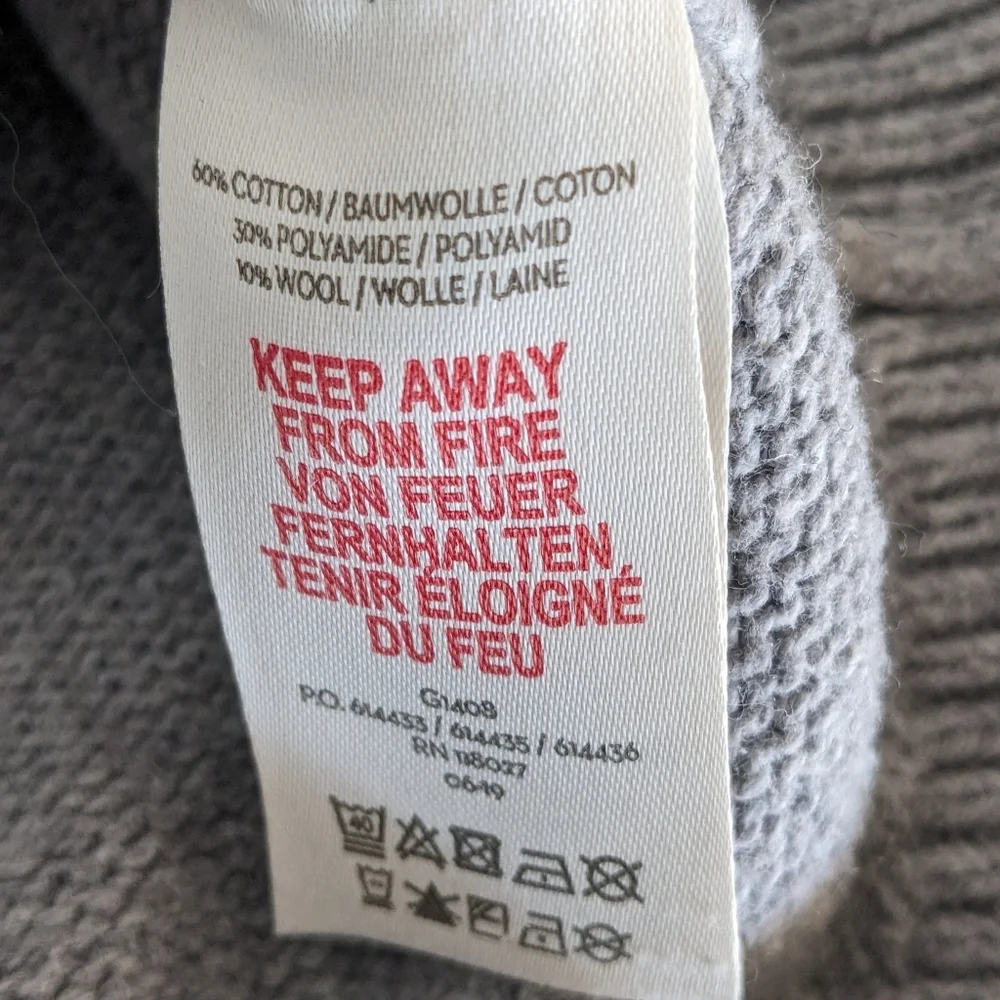 60% COTTON / BAUMWOLLE / COTON
30% POLYAMIDE / POLYAMID
10% WOOL / WOLLE / LAINE
KEEP AWAY
FROM FIRE
VON FEUER
FERNHALTEN
TENIR ÉLOIGNÉ
DU FEU
G1408
P.O. 614433 / 614435 / 614436
RN 118027
06-19
40